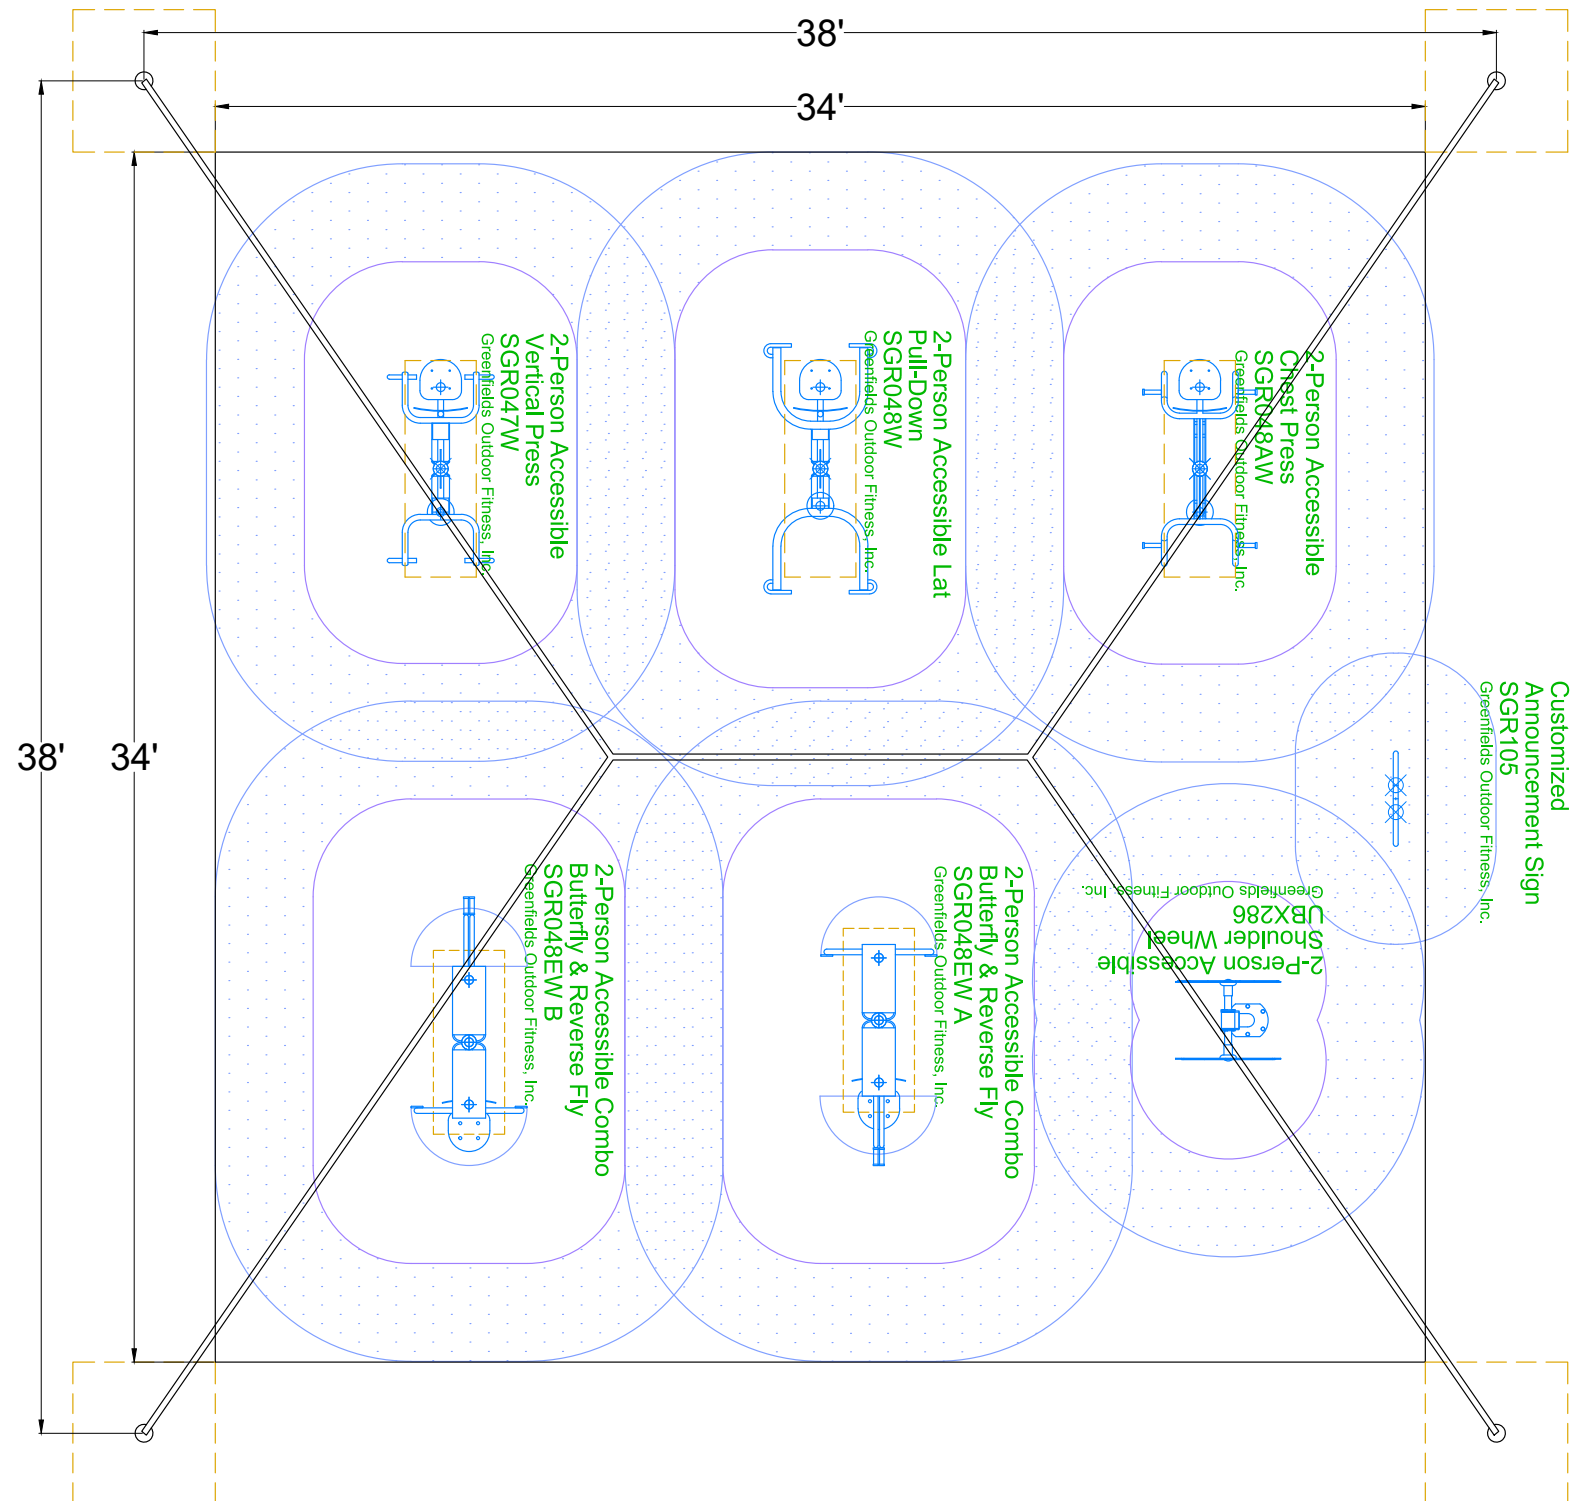 38'
34'
38'
34'
2-Person Accessible
Vertical Press
SGR047W
Greenfields Outdoor Fitness, Inc.
2-Person Accessible Lat
Pull-Down
SGR048W
Greenfields Outdoor Fitness, Inc.
2-Person Accessible
Chest Press
SGR048AW
Greenfields Outdoor Fitness, Inc.
Customized
Announcement Sign
SGR105
Greenfields Outdoor Fitness, Inc.
2-Person Accessible Combo
Butterfly & Reverse Fly
SGR048EW B
Greenfields Outdoor Fitness, Inc.
2-Person Accessible Combo
Butterfly & Reverse Fly
SGR048EW A
Greenfields Outdoor Fitness, Inc.
2-Person Accessible
Shoulder Wheel
UBX286
Greenfields Outdoor Fitness, Inc.